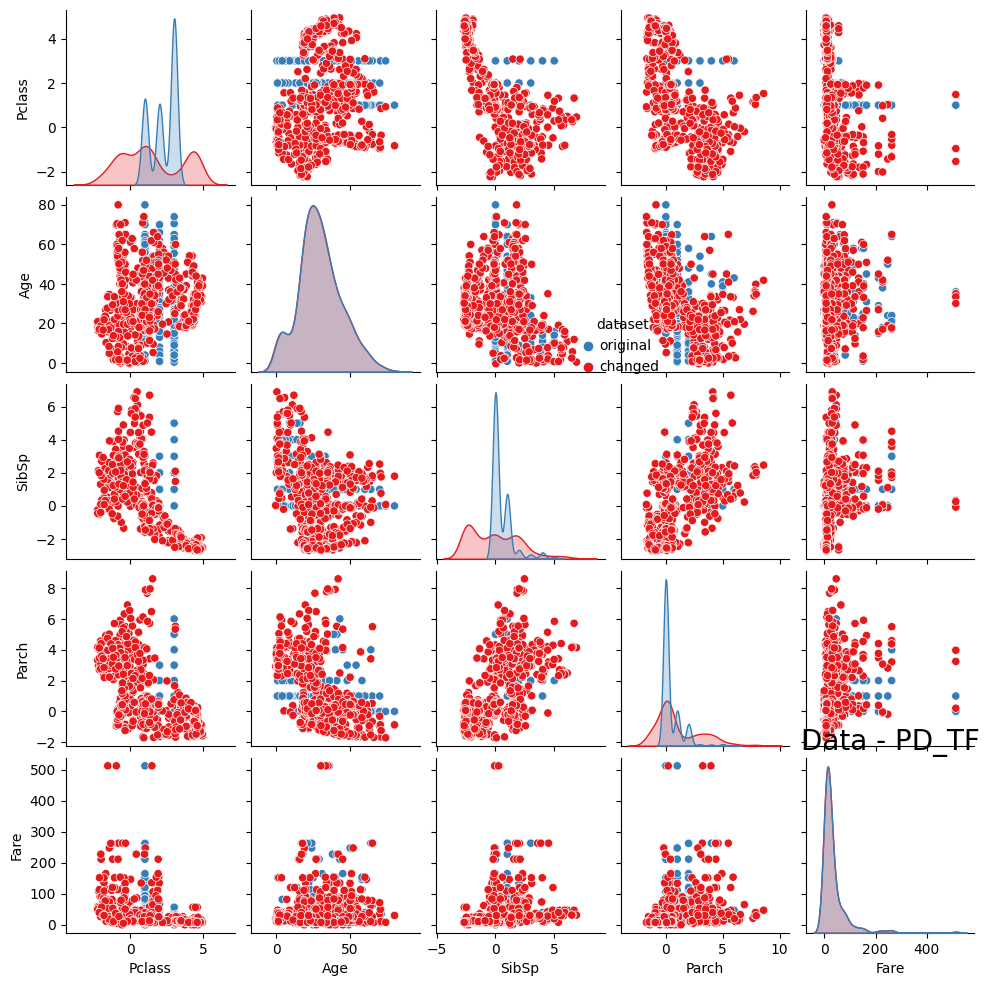 Pclass
4
2
0
−2
Age
80
60
40
20
0
dataset
original
changed
SibSp
6
4
2
0
−2
Parch
8
6
4
2
0
−2
Data - PD_TF
Fare
500
400
300
200
100
0
0 5 0 50 −5 0 5 0 5 10 0 200 400
Pclass Age SibSp Parch Fare